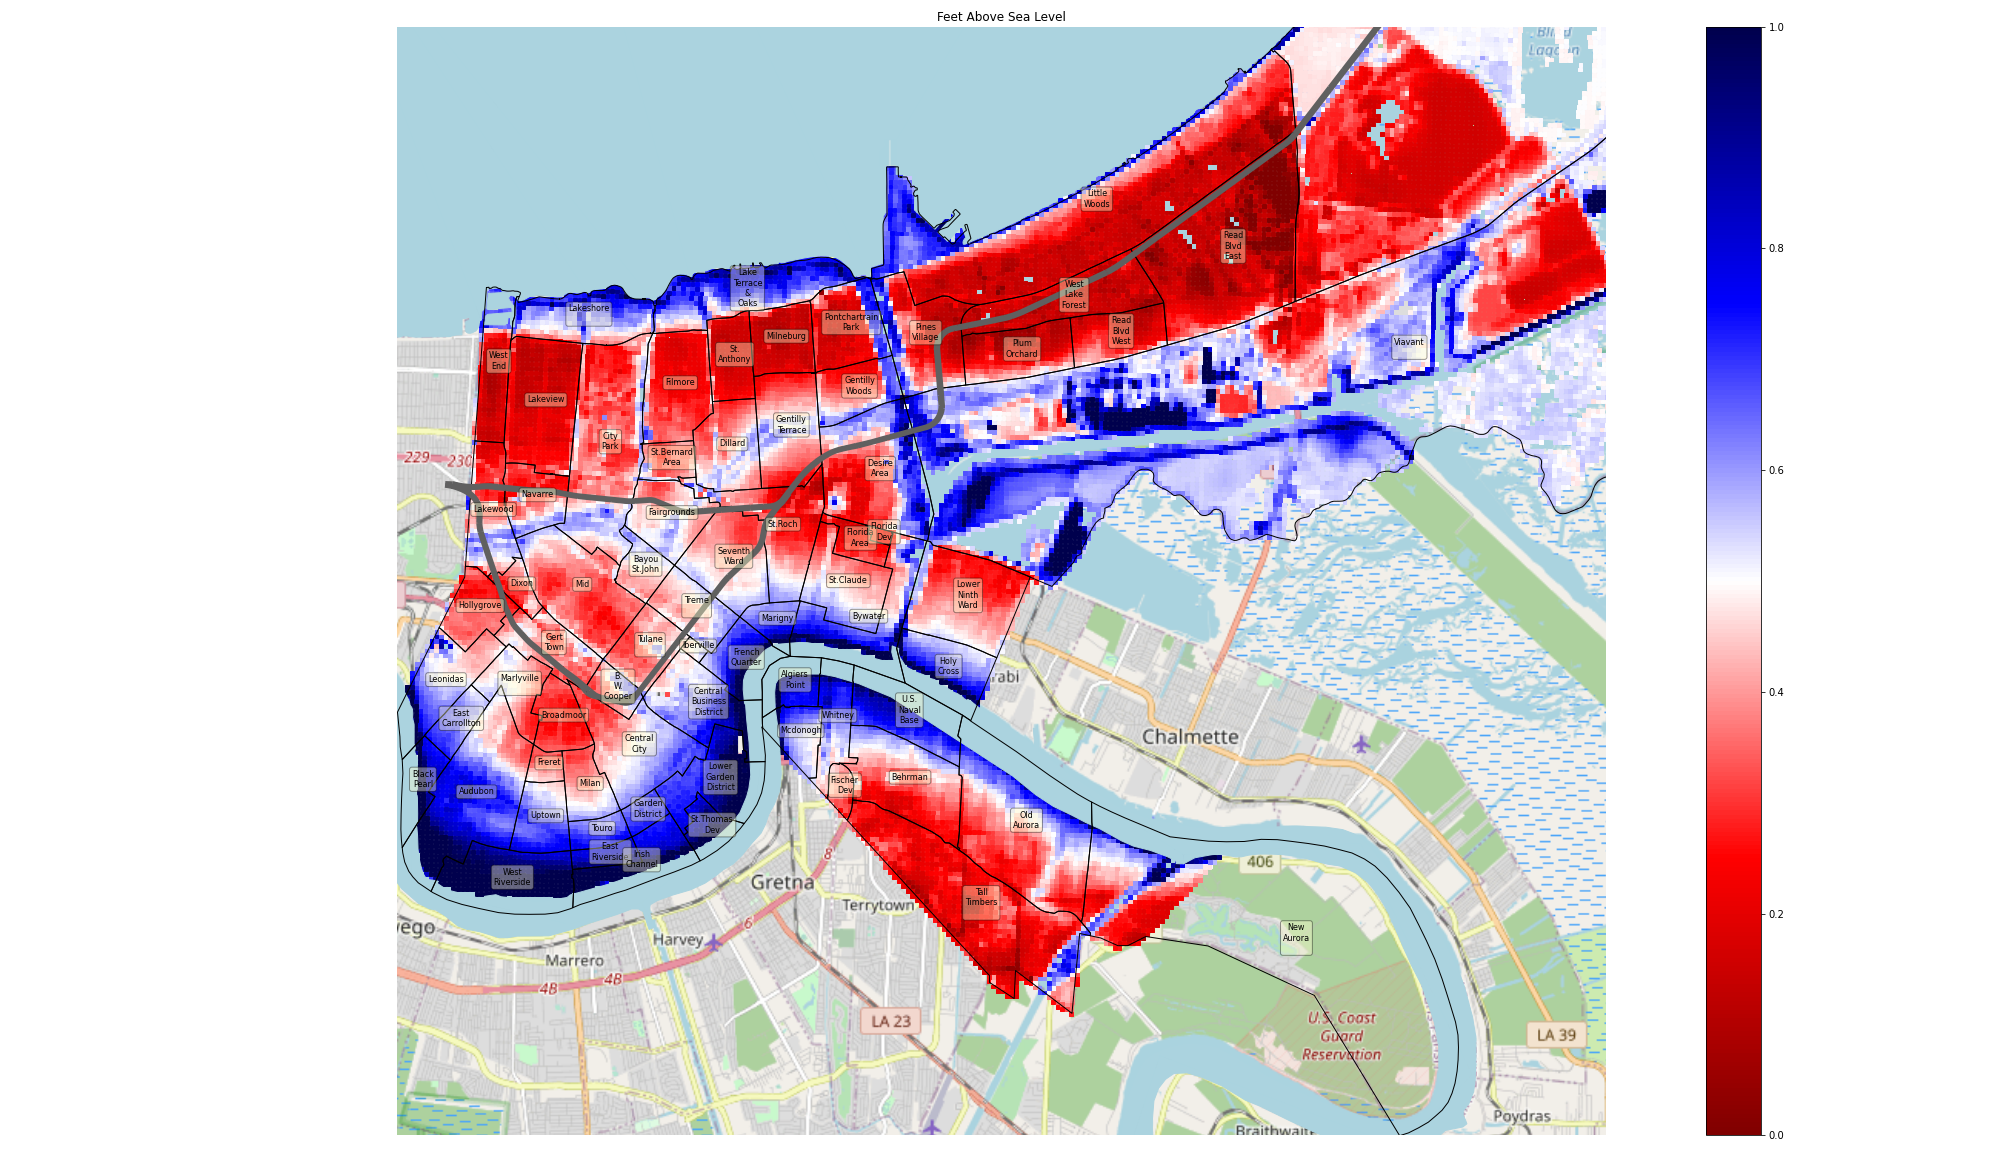 Feet Above Sea Level
Blind
Lagoon
1.0
Little
Woods
Read
Blvd
East
0.8
Lake
Terrace
&
Oaks
Lakeshore
West
Lake
Forest
Pontchartrain
Park
Pines
Village
Read
Blvd
West
Milneburg
Plum
Orchard
Viavant
St.
Anthony
West
End
Filmore
Gentilly
Woods
Lakeview
Gentilly
Terrace
City
Park
Dillard
St.Bernard
Area
229
230
Desire
Area
0.6
Navarre
Lakewood
Fairgrounds
St.Roch
Florida
Area
Florida
Dev
Seventh
Ward
Bayou
St.John
Dixon
Mid
St.Claude
Lower
Ninth
Ward
Hollygrove
Treme
Marigny
Bywater
Gert
Town
Tulane
Iberville
French
Quarter
Holy
Cross
rabi
Leonidas
Marlyville
B.
W.
Cooper
Algiers
Point
0.4
Central
Business
District
U.S.
Naval
Base
East
Carrollton
Broadmoor
Whitney
Mcdonogh
Chalmette
Central
City
Freret
Black
Pearl
Lower
Garden
District
Milan
Fischer
Dev
Behrman
Audubon
Garden
District
Uptown
Touro
St.Thomas
Dev
Old
Aurora
East
Riverside
Irish
Channel
8
406
West
Riverside
Gretna
Tall
Timbers
Terrytown
0.2
wego
6
Harvey
New
Aurora
Marrero
4B
4B
LA 23
U.S. Coast
Guard
Reservation
LA 39
Poydras
Braithwait
0.0